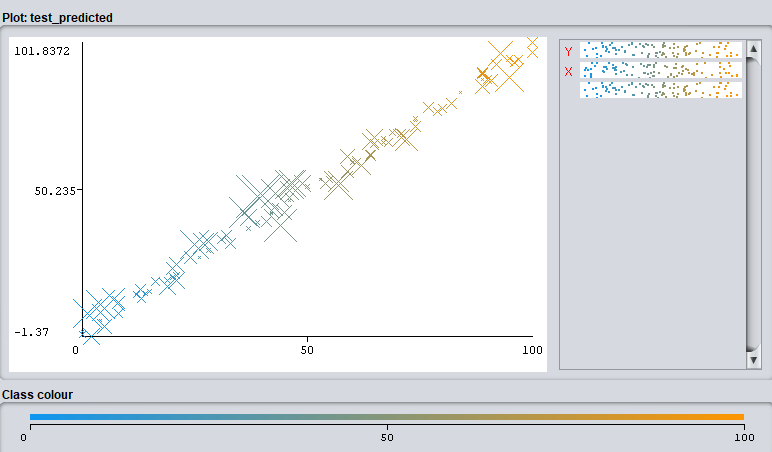 Plot: test_predicted
101.8372
50.235
-1.37
0 50 100
Y
X
Class colour
0 50 100